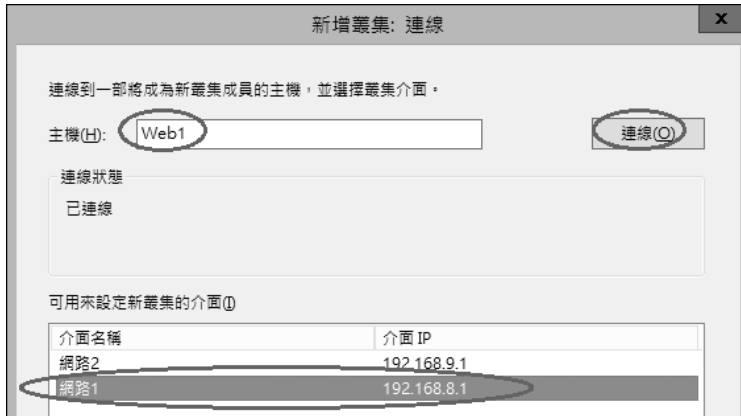 新增叢集: 連線
x
連線到一部將成為新叢集成員的主機，並選擇叢集介面。
主機(H): Web1 連線(O)
連線狀態
已連線
可用來設定新叢集的介面(I)
介面名稱 介面 IP
網路2 192.168.9.1
網路1 192.168.8.1